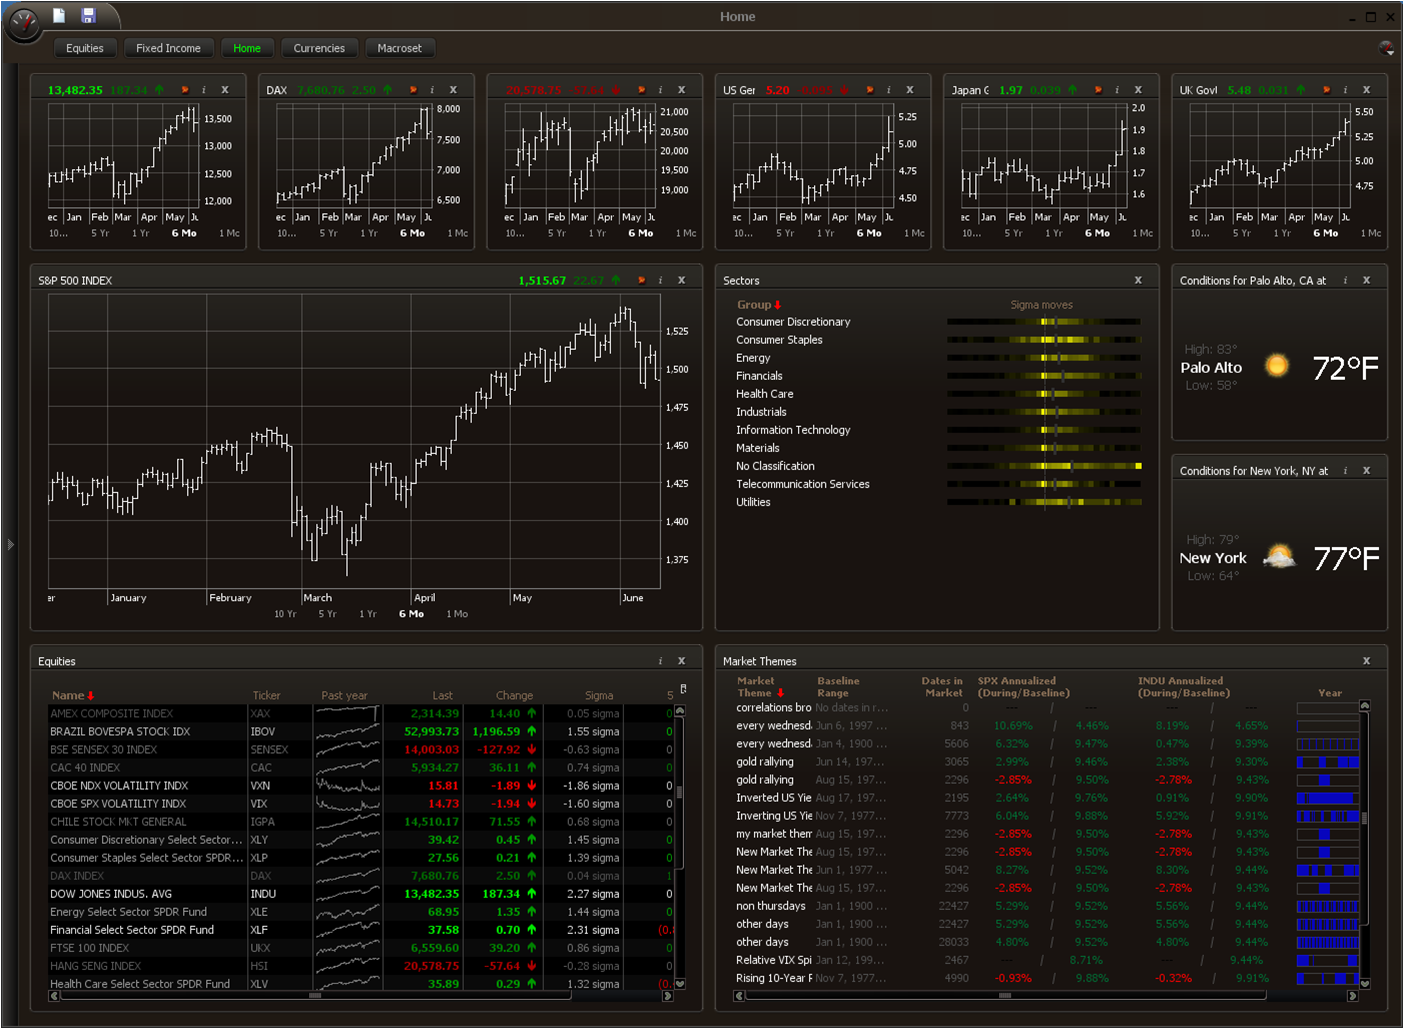 Home
Equities Fixed Income Home Currencies Macroset
13,482.35 187.34 i x
13,500
13,000
12,500
12,000
ec Jan Feb Mar Apr May Ju
10... 5 Yr 1 Yr 6 Mo 1 Mc
DAX 7,680.76 2.50 i x
8,000
7,500
7,000
6,500
ec Jan Feb Mar Apr May Ju
10... 5 Yr 1 Yr 6 Mo 1 Mc
20,578.75 -57.64 i x
21,000
20,500
20,000
19,500
19,000
ec Jan Feb Mar Apr May Ju
10... 5 Yr 1 Yr 6 Mo 1 Mc
US Ger 5.20 -0.095 i x
5.25
5.00
4.75
4.50
ec Jan Feb Mar Apr May Ju
10... 5 Yr 1 Yr 6 Mo 1 Mc
Japan G 1.97 0.039 i x
2.0
1.9
1.8
1.7
1.6
ec Jan Feb Mar Apr May Ju
10... 5 Yr 1 Yr 6 Mo 1 Mc
UK Govl 5.48 0.031 i x
5.50
5.25
5.00
4.75
ec Jan Feb Mar Apr May Ju
10... 5 Yr 1 Yr 6 Mo 1 Mc
S&P 500 INDEX 1,515.67 22.67 i x
1,525
1,500
1,475
1,450
1,425
1,400
1,375
er January February March April May June
10 Yr 5 Yr 1 Yr 6 Mo 1 Mo
Sectors x
Group Sigma moves
Consumer Discretionary
Consumer Staples
Energy
Financials
Health Care
Industrials
Information Technology
Materials
No Classification
Telecommunication Services
Utilities
Conditions for Palo Alto, CA at i x
High: 83°
Palo Alto 72°F
Low: 58°
Conditions for New York, NY at i x
High: 79°
New York 77°F
Low: 64°
Equities i x
Name Ticker Past year Last Change Sigma 5
AMEX COMPOSITE INDEX XAX 2,314.39 14.40 0.05 sigma 0
BRAZIL BOVESPA STOCK IDX IBOV 52,993.73 1,196.59 1.55 sigma 0
BSE SENSEX 30 INDEX SENSEX 14,003.03 -127.92 -0.63 sigma 0
CAC 40 INDEX CAC 5,934.27 36.11 0.74 sigma 0
CBOE NDX VOLATILITY INDX VXN 15.81 -1.89 -1.86 sigma 0
CBOE SPX VOLATILITY INDX VIX 14.73 -1.94 -1.60 sigma 0
CHILE STOCK MKT GENERAL IGPA 14,510.17 71.55 0.68 sigma 0
Consumer Discretionary Select Sector... XLY 39.42 0.45 1.45 sigma 0
Consumer Staples Select Sector SPDR... XLP 27.56 0.21 1.39 sigma 0
DAX INDEX DAX 7,680.76 2.50 0.04 sigma 1
DOW JONES INDUS. AVG INDU 13,482.35 187.34 2.27 sigma 0
Energy Select Sector SPDR Fund XLE 68.95 1.35 1.44 sigma 0
Financial Select Sector SPDR Fund XLF 37.58 0.70 2.31 sigma (0.
FTSE 100 INDEX UKX 6,559.60 39.20 0.86 sigma 0
HANG SENG INDEX HSI 20,578.75 -57.64 -0.28 sigma 0
Health Care Select Sector SPDR Fund XLV 35.89 0.29 1.32 sigma (0.
Market Themes x
Market Baseline Dates in SPX Annualized INDU Annualized
Theme Range Market (During/Baseline) (During/Baseline) Year
correlations bro No dates in r... 0 --- / --- --- / ---
every wednesd Jun 6, 1997 ... 843 10.69% / 4.46% 8.19% / 4.65%
every wednesd Jan 4, 1900 ... 5606 6.32% / 9.47% 0.47% / 9.39%
gold rallying Jun 14, 197... 3065 2.99% / 9.46% 2.38% / 9.30%
gold rallying Aug 15, 197... 2296 -2.85% / 9.50% -2.78% / 9.43%
Inverted US Yie Aug 17, 197... 2195 2.64% / 9.76% 0.91% / 9.90%
Inverting US Yie Nov 7, 1977... 7773 6.04% / 9.88% 5.92% / 9.91%
my market them Aug 15, 197... 2296 -2.85% / 9.50% -2.78% / 9.43%
New Market The Aug 15, 197... 2296 -2.85% / 9.50% -2.78% / 9.43%
New Market The Jun 1, 1977 ... 5042 8.27% / 9.52% 8.30% / 9.44%
New Market The Aug 15, 197... 2296 -2.85% / 9.50% -2.78% / 9.43%
non thursdays Jan 1, 1900 ... 22427 5.29% / 9.52% 5.56% / 9.44%
other days Jan 1, 1900 ... 22427 5.29% / 9.52% 5.56% / 9.44%
other days Jan 1, 1900 ... 28033 4.80% / 9.52% 4.80% / 9.44%
Relative VIX Spi Jan 12, 199... 2467 --- / 8.71% --- / 9.44%
Rising 10-Year F Nov 7, 1977... 4990 -0.93% / 9.88% -0.32% / 9.91%